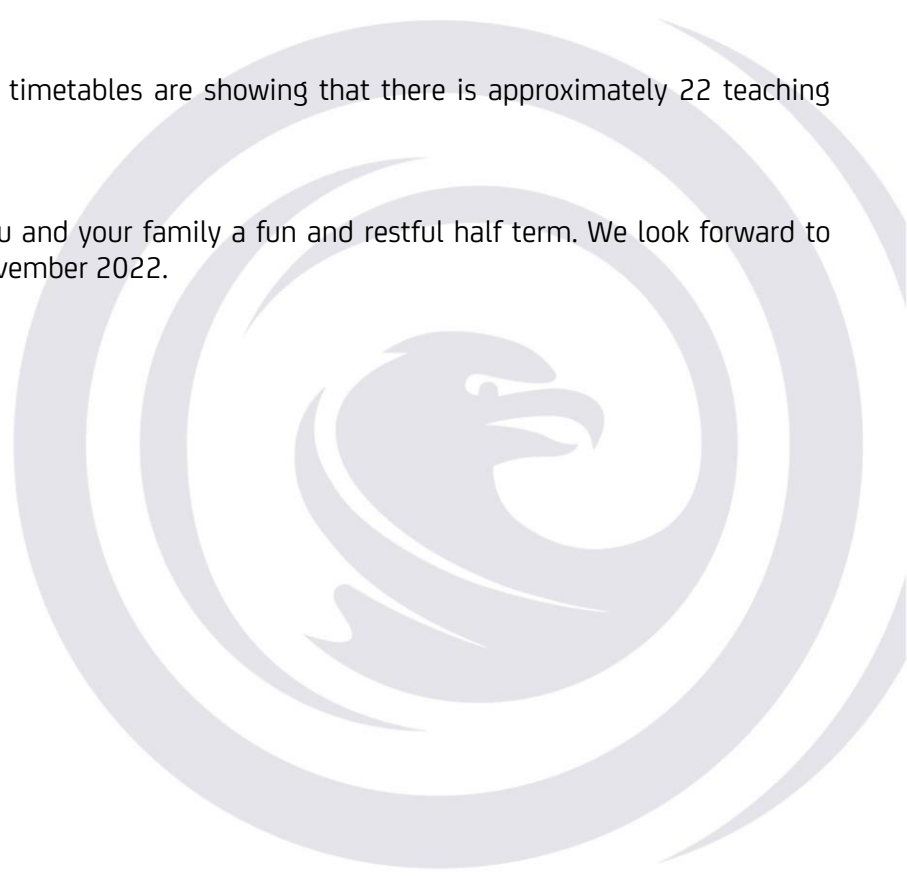 timetables are showing that there is approximately 22 teaching
and your family a fun and restful half term. We look forward to
2022.